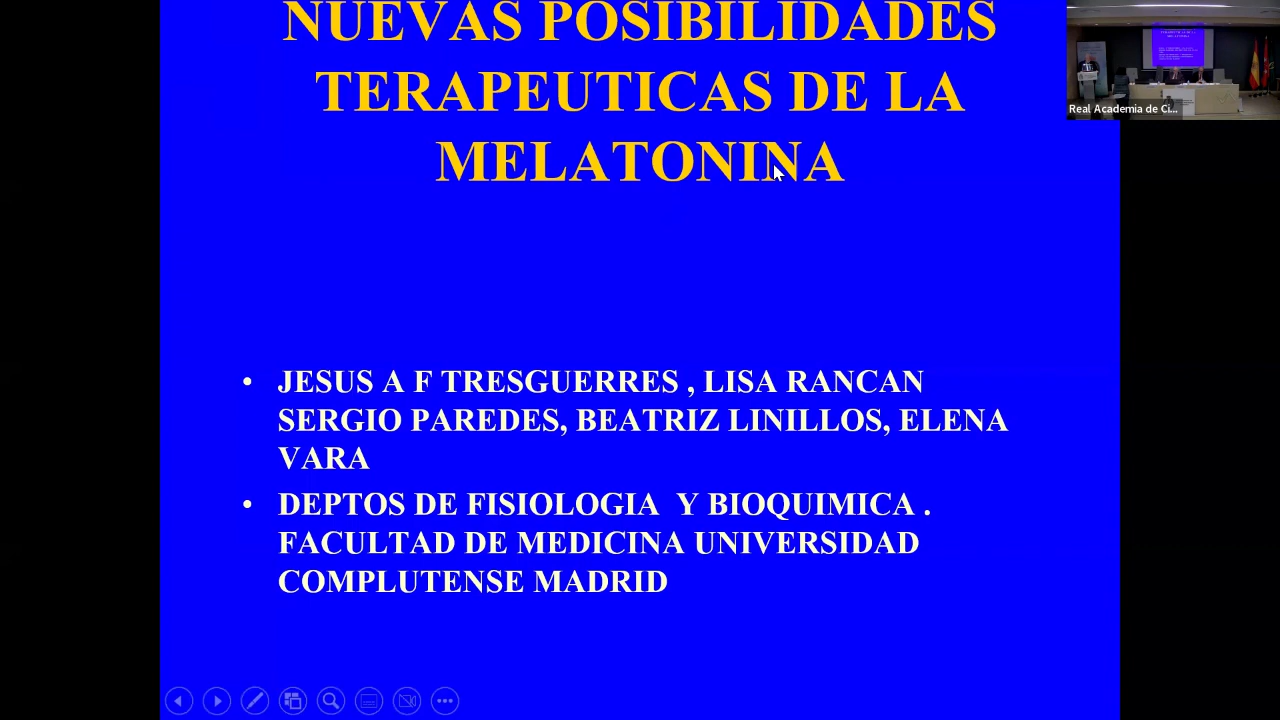 NUEVAS POSIBILIDADES
TERAPEUTICAS DE LA
MELATONINA
Real Academia de Ci...
• JESUS A F TRESGUERRES , LISA RANCAN
SERGIO PAREDES, BEATRIZ LINILLOS, ELENA
VARA
• DEPTOS DE FISIOLOGIA Y BIOQUIMICA .
FACULTAD DE MEDICINA UNIVERSIDAD
COMPLUTENSE MADRID